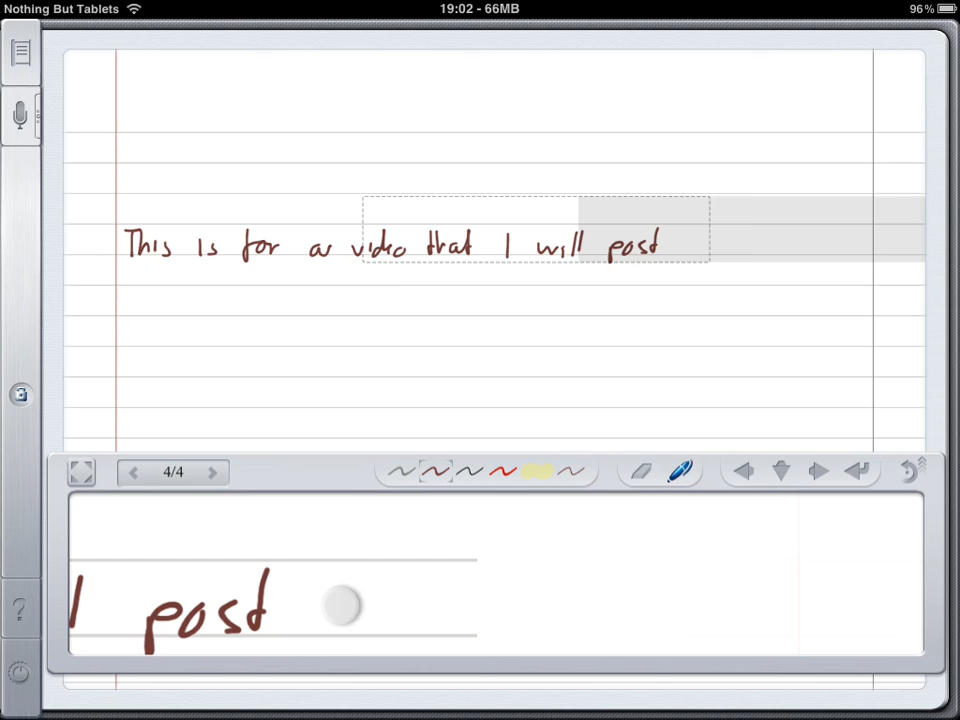 Nothing But Tablets 19:02 - 66MB 96%
This is for a video that I will post
4/4
l post